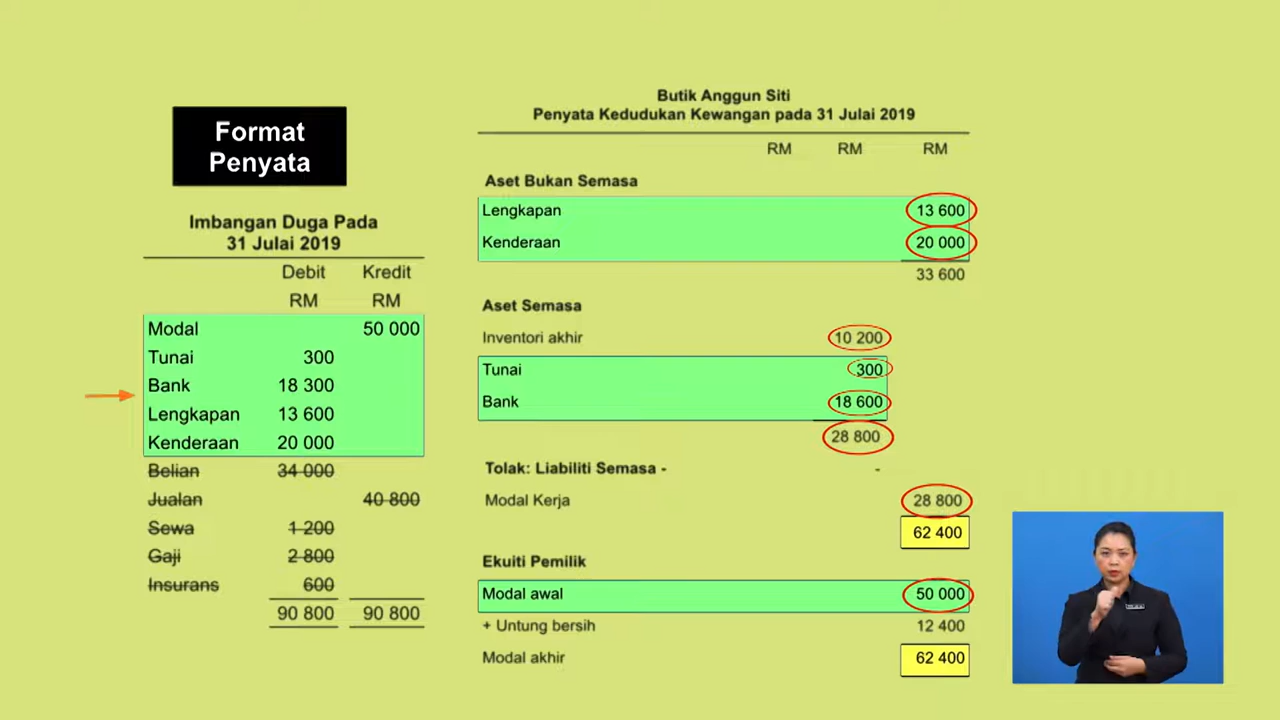 Format
Penyata
Imbangan Duga Pada
31 Julai 2019
Debit Kredit
RM RM
Modal 50 000
Tunai 300
Bank 18 300
Lengkapan 13 600
Kenderaan 20 000
Belian 34 000
Jualan 40 800
Sewa 1 200
Gaji 2 800
Insurans 600
90 800 90 800
Butik Anggun Siti
Penyata Kedudukan Kewangan pada 31 Julai 2019
RM RM RM
Aset Bukan Semasa
Lengkapan 13 600
Kenderaan 20 000
33 600
Aset Semasa
Inventori akhir 10 200
Tunai 300
Bank 18 600
28 800
Tolak: Liabiliti Semasa - -
Modal Kerja 28 800
62 400
Ekuiti Pemilik
Modal awal 50 000
+ Untung bersih 12 400
Modal akhir 62 400